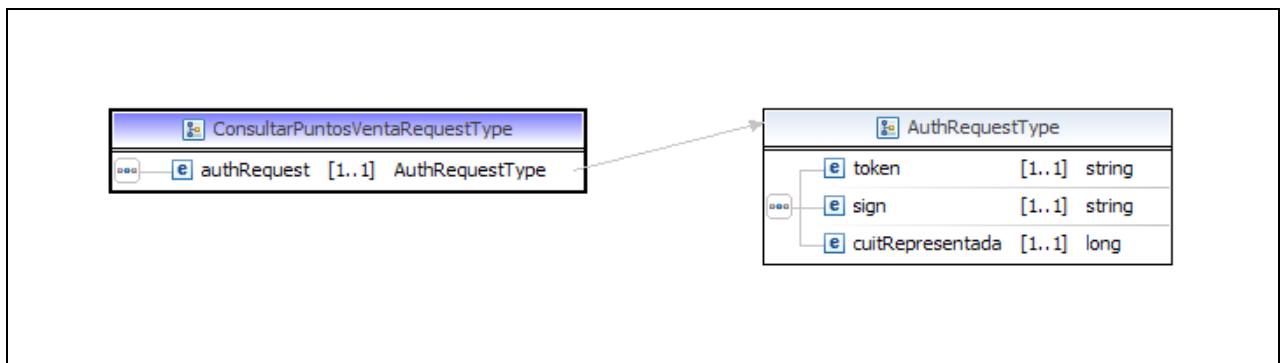 ConsultarPuntosVentaRequestType
authRequest [1..1] AuthRequestType
AuthRequestType
token [1..1] string
sign [1..1] string
cuitRepresentada [1..1] long